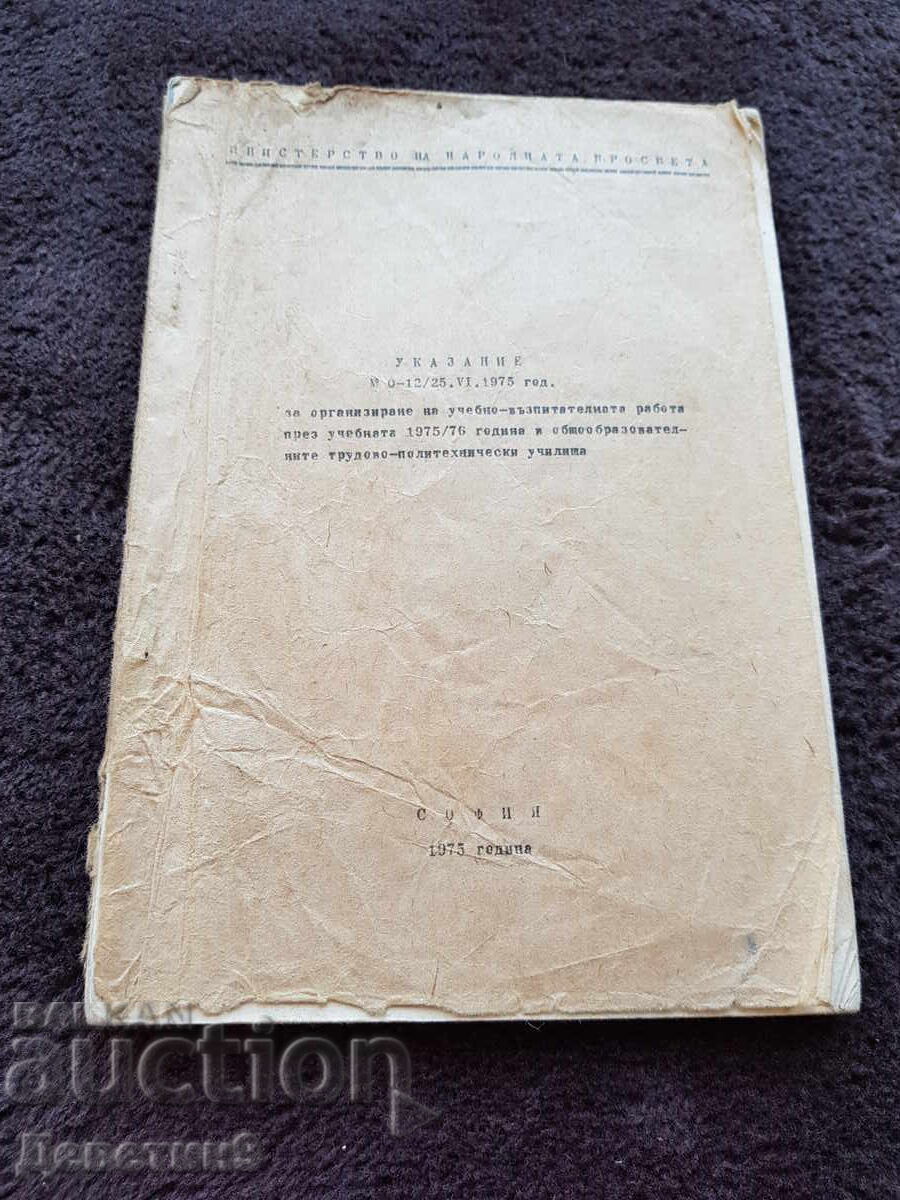 МИНИСТЕРСТВО НА НАРОДНАТА ПРОСВЕТА
УКАЗАНИЕ
№ 0-12/25.VI.1975 год.
за организиране на учебно-възпитателната работа
през учебната 1975/76 година в общообразовател-
ните трудово-политехнически училища
СОФИЯ
1975 година
BALKAN
auction
Депетин9